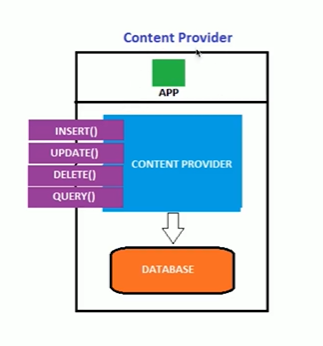 Content Provider
APP
INSERT()
UPDATE()
DELETE()
QUERY()
CONTENT PROVIDER
DATABASE